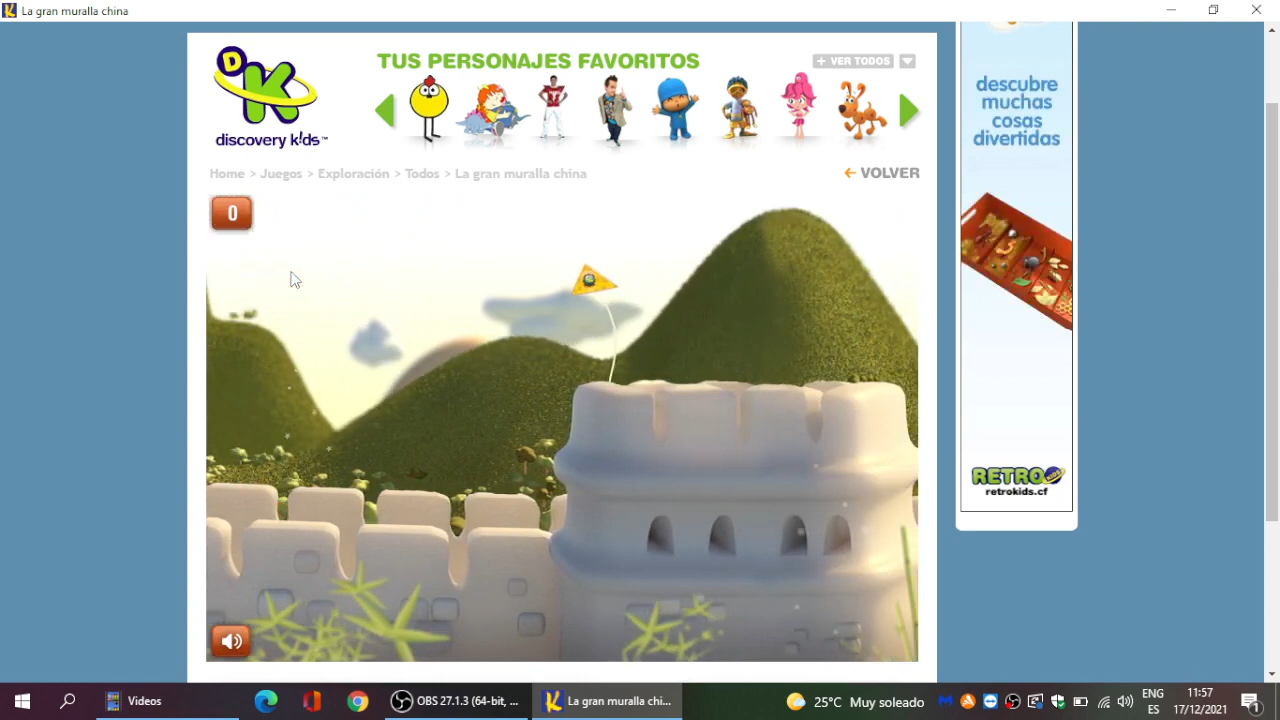 La gran muralla china
D
K
discovery k!ds™
TUS PERSONAJES FAVORITOS
+ VER TODOS
Home > Juegos > Exploración > Todos > La gran muralla china
VOLVER
0
descubre
muchas
cosas
divertidas
RETRO
retrokids.cf
Videos
OBS 27.1.3 (64-bit, ...
La gran muralla chi...
25°C Muy soleado
ENG
ES
11:57
17/12/2021
1